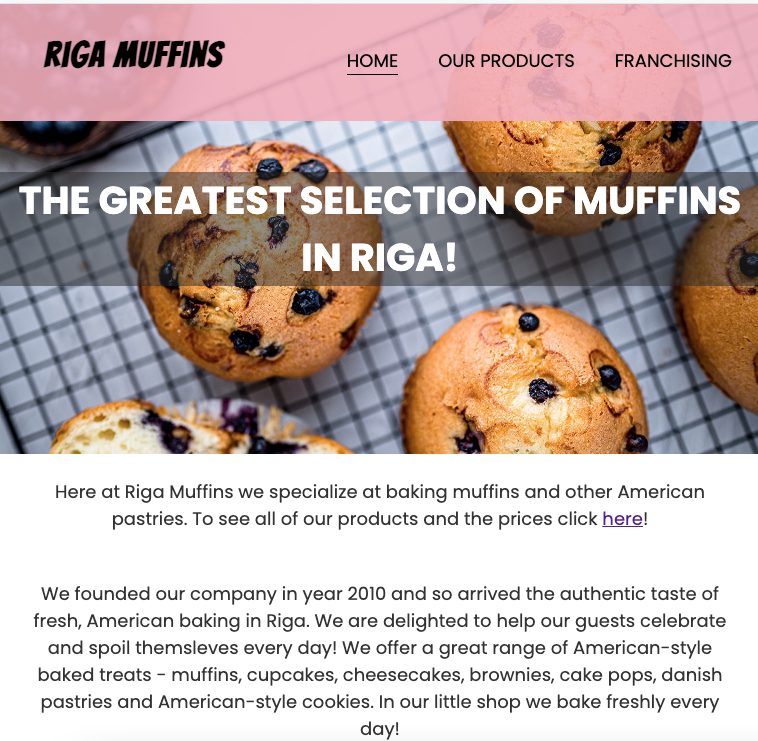 RIGA MUFFINS
HOME OUR PRODUCTS FRANCHISING
THE GREATEST SELECTION OF MUFFINS
IN RIGA!
Here at Riga Muffins we specialize at baking muffins and other American
pastries. To see all of our products and the prices click here!
We founded our company in year 2010 and so arrived the authentic taste of
fresh, American baking in Riga. We are delighted to help our guests celebrate
and spoil themsleves every day! We offer a great range of American-style
baked treats - muffins, cupcakes, cheesecakes, brownies, cake pops, danish
pastries and American-style cookies. In our little shop we bake freshly every
day!